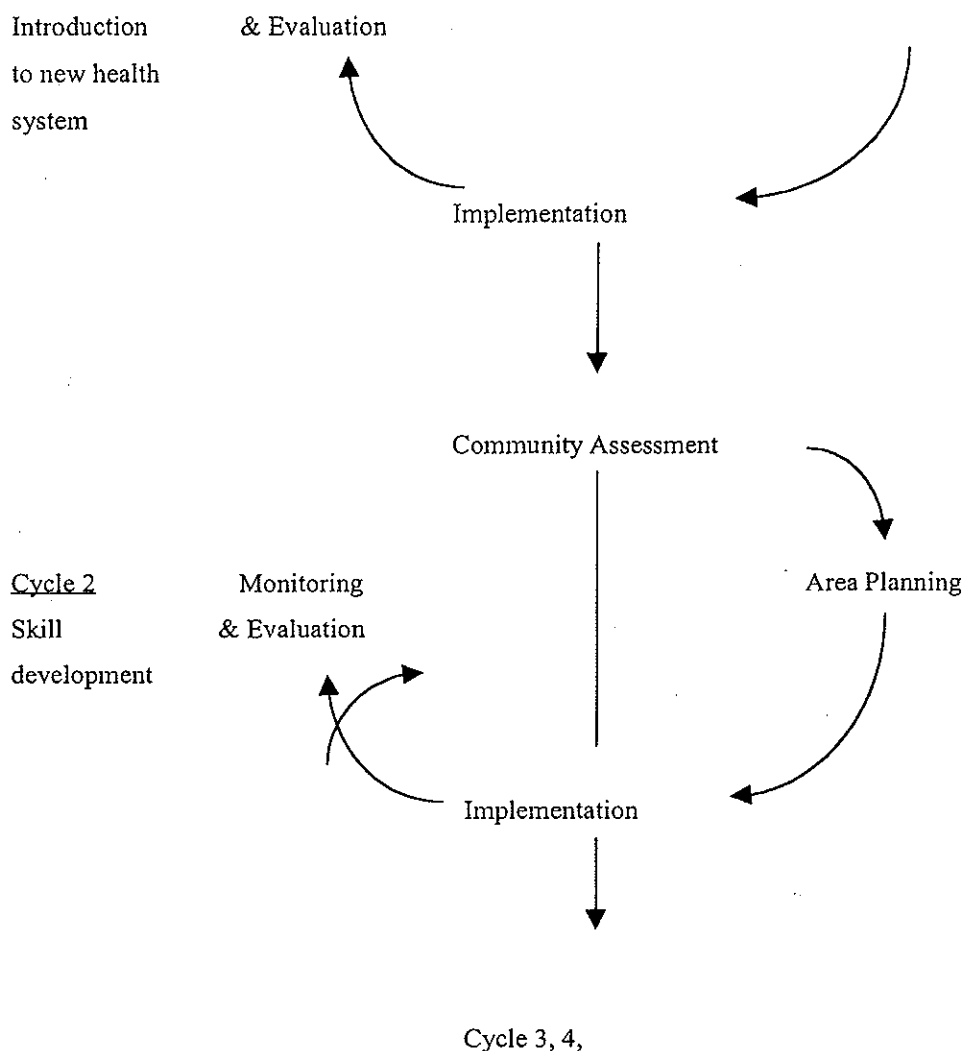 Introduction & Evaluation
to new health
system
Implementation
Community Assessment
Cycle 2 Monitoring Area Planning
Skill & Evaluation
development
Implementation
Cycle 3, 4,